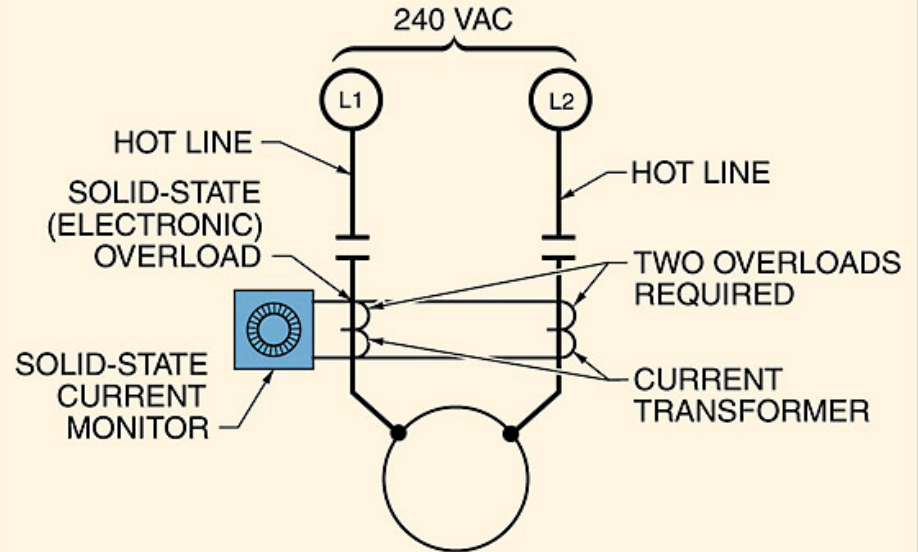 240 VAC
L1
L2
HOT LINE
HOT LINE
SOLID-STATE
(ELECTRONIC)
OVERLOAD
TWO OVERLOADS
REQUIRED
SOLID-STATE
CURRENT
MONITOR
CURRENT
TRANSFORMER